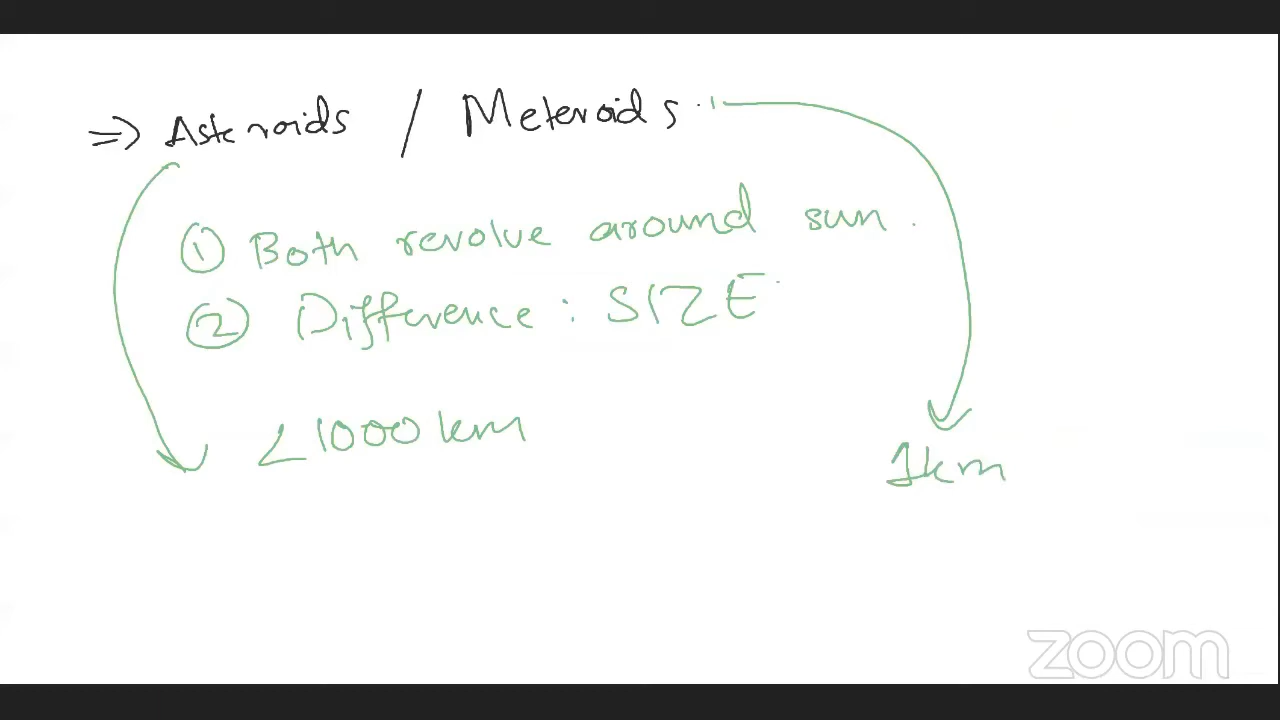 ⇒ Asteroids / Meteroids
① Both revolve around sun.
② Difference : SIZE
<1000 km
1km
zoom